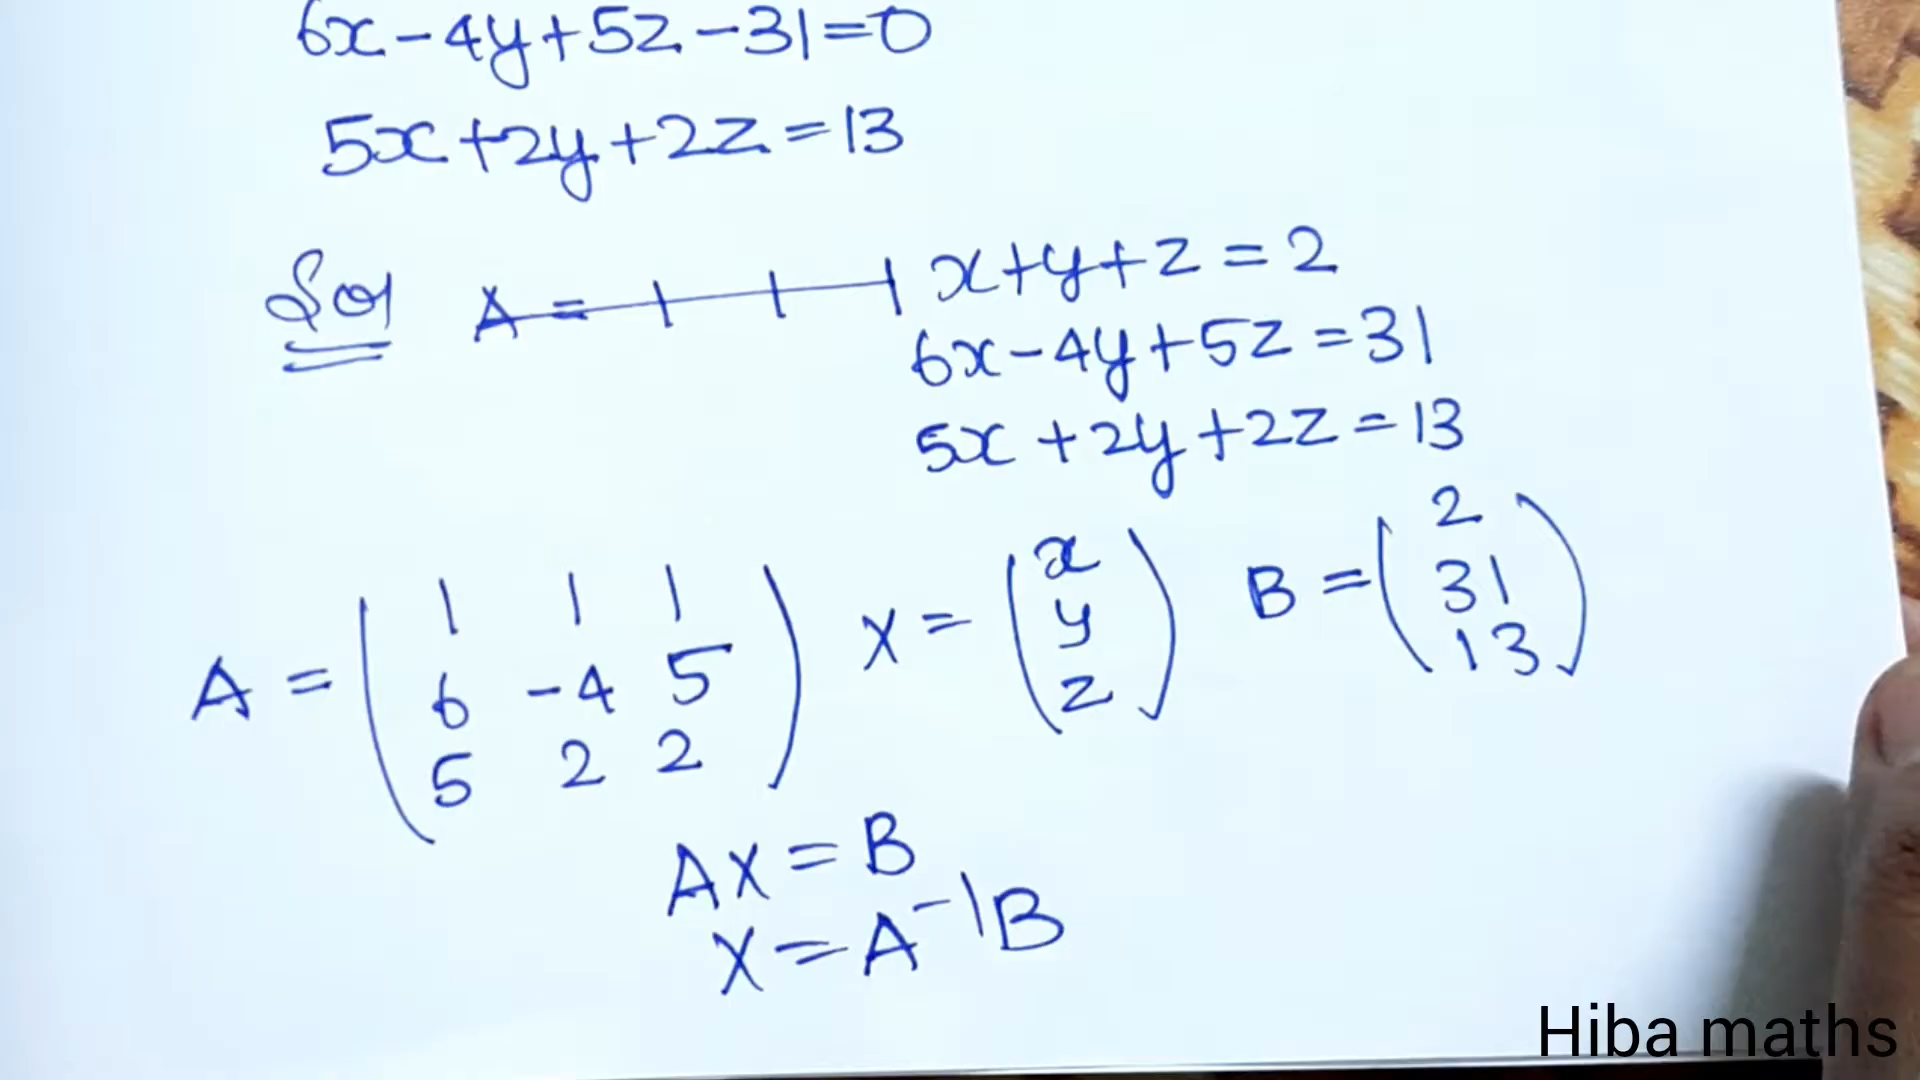 6x-4y+5z-31=0
5x+2y+2z=13
Sol A = 1 1 1 x+y+z=2
6x-4y+5z=31
5x+2y+2z=13
A = (1 1 1
6 -4 5
5 2 2) X = (x
y
z) B = (2
31
13)
AX=B
X=A⁻¹B
Hiba maths